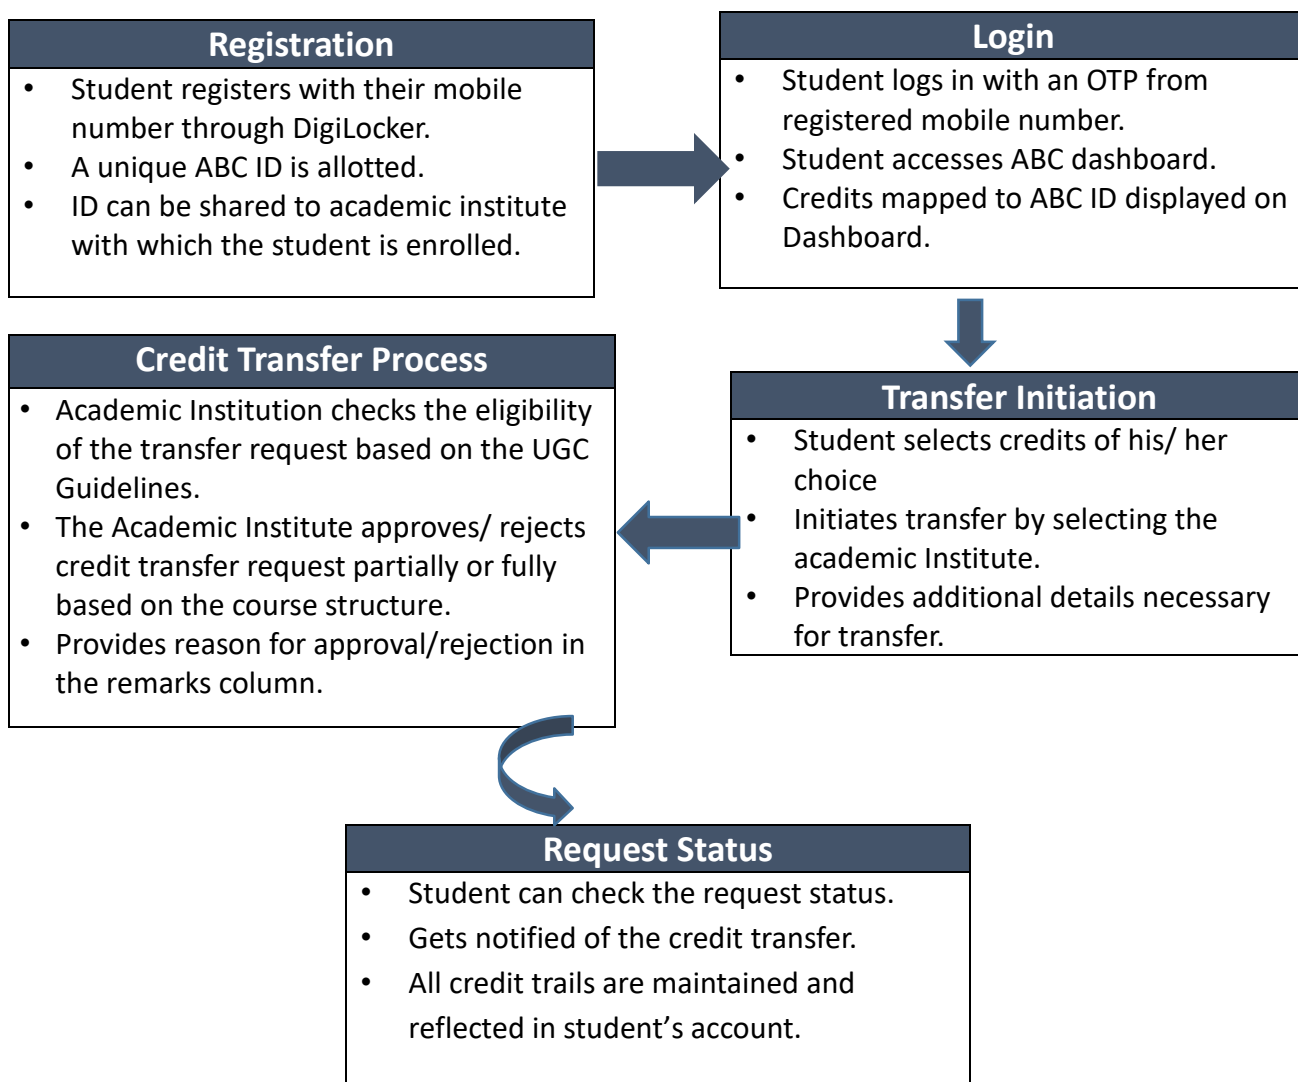 Registration
• Student registers with their mobile
number through DigiLocker.
• A unique ABC ID is allotted.
• ID can be shared to academic institute
with which the student is enrolled.
Login
• Student logs in with an OTP from
registered mobile number.
• Student accesses ABC dashboard.
• Credits mapped to ABC ID displayed on
Dashboard.
Transfer Initiation
• Student selects credits of his/ her
choice
• Initiates transfer by selecting the
academic Institute.
• Provides additional details necessary
for transfer.
Credit Transfer Process
• Academic Institution checks the eligibility
of the transfer request based on the UGC
Guidelines.
• The Academic Institute approves/ rejects
credit transfer request partially or fully
based on the course structure.
• Provides reason for approval/rejection in
the remarks column.
Request Status
• Student can check the request status.
• Gets notified of the credit transfer.
• All credit trails are maintained and
reflected in student’s account.